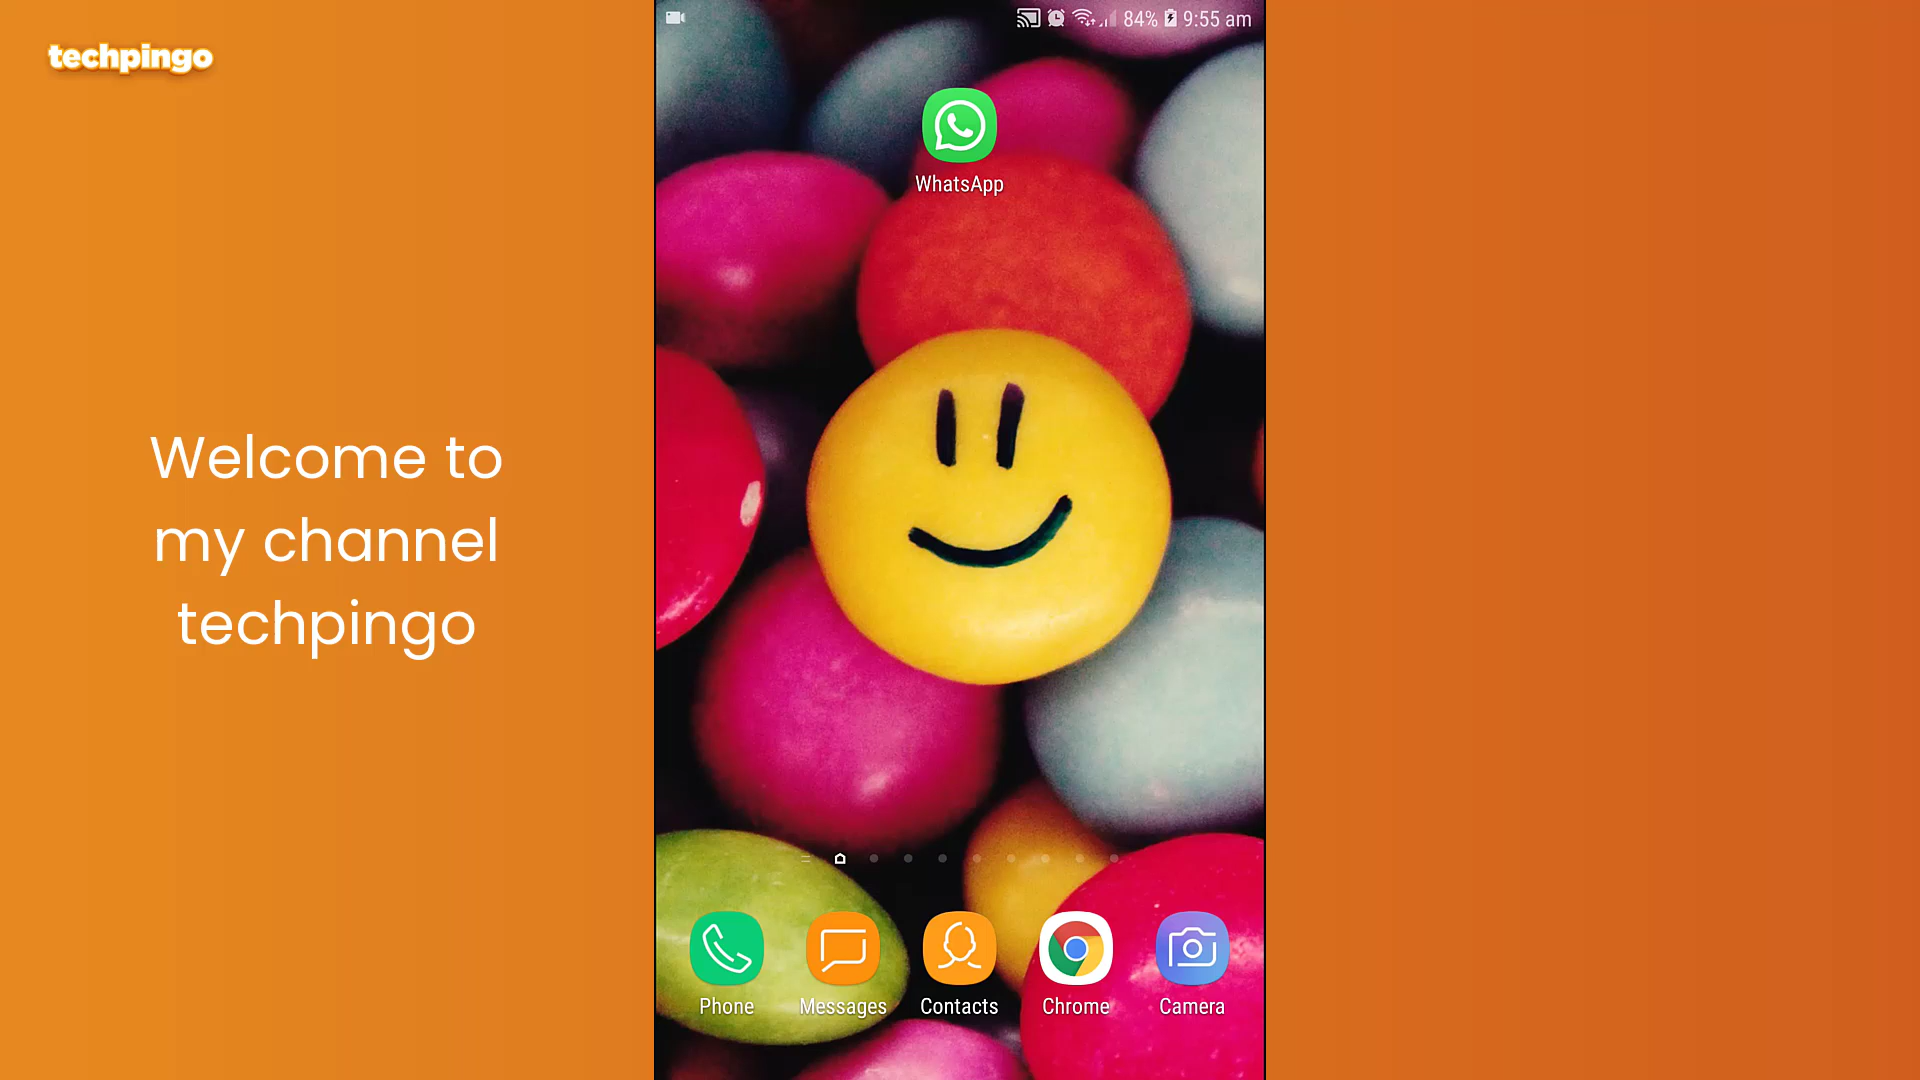 techpingo
84% 9:55 am
WhatsApp
Welcome to
my channel
techpingo
Phone Messages Contacts Chrome Camera